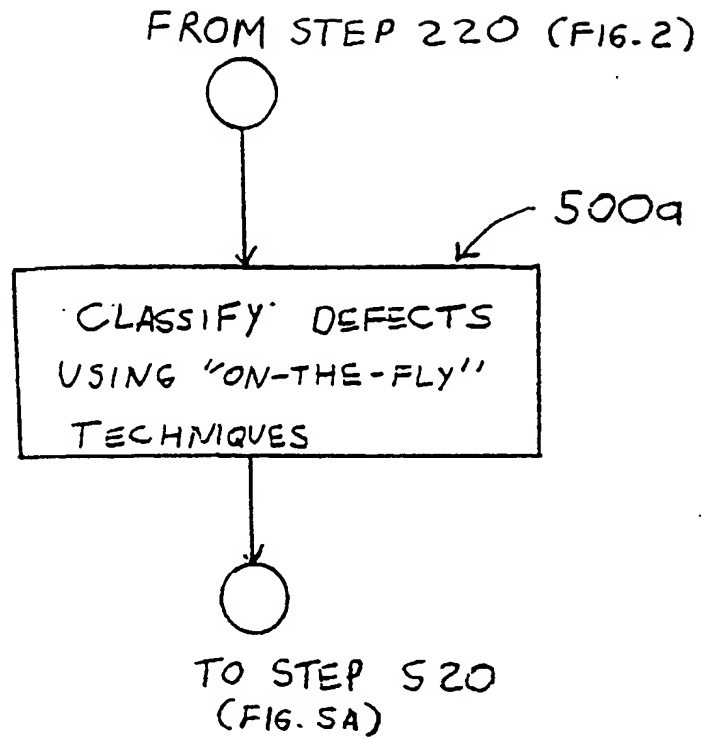 FROM STEP 220 (FIG. 2)
500a
CLASSIFY DEFECTS
USING "ON-THE-FLY"
TECHNIQUES
TO STEP 520
(FIG. 5A)